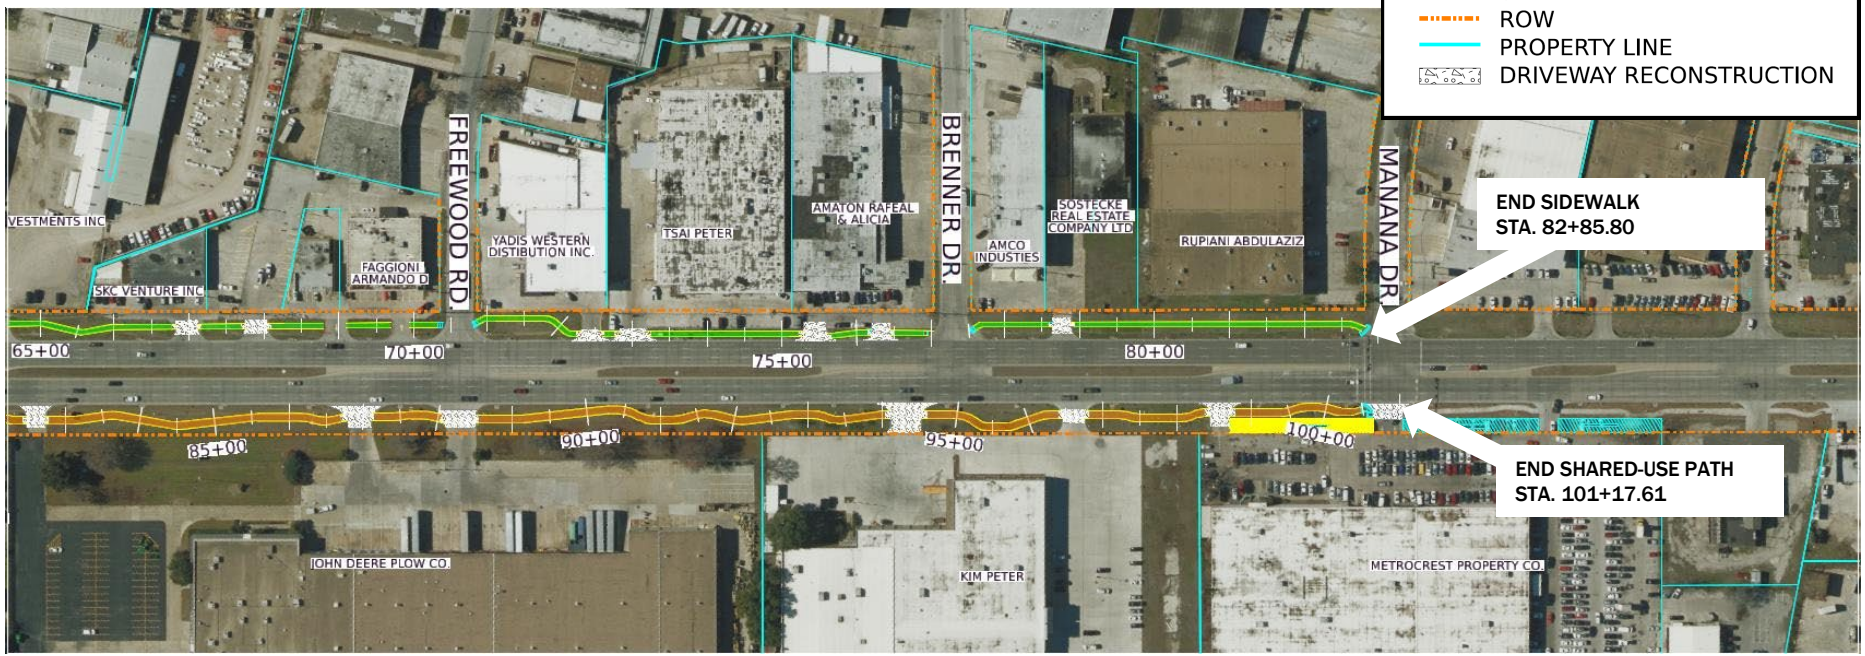 ROW
PROPERTY LINE
DRIVEWAY RECONSTRUCTION
FREEWOOD RD.
BRENNER DR.
MANANA DR.
END SIDEWALK
STA. 82+85.80
VESTMENTS INC
SKC VENTURE INC
FAGGIONI
ARMANDO D
YADIS WESTERN
DISTIBUTION INC.
TSAI PETER
AMATON RAFEAL
& ALICIA
AMCO
INDUSTIES
SOSTECKE
REAL ESTATE
COMPANY LTD
RUPIANI ABDULAZIZ
65+00
70+00
75+00
80+00
85+00
90+00
95+00
100+00
END SHARED-USE PATH
STA. 101+17.61
JOHN DEERE PLOW CO.
KIM PETER
METROCREST PROPERTY CO.